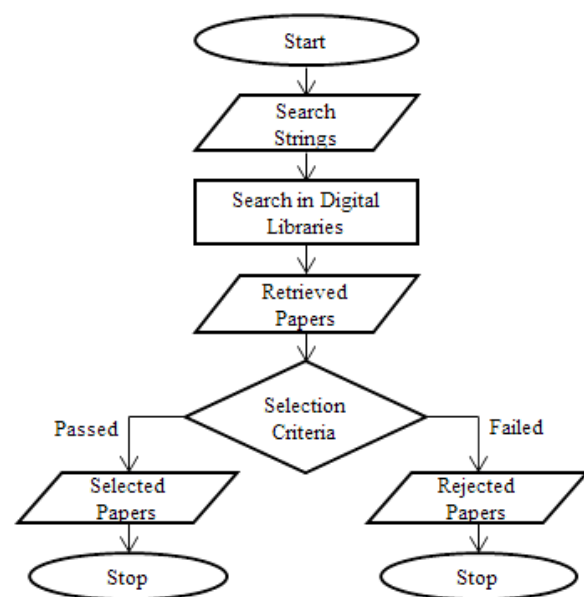 Start
Search
Strings
Search in Digital
Libraries
Retrieved
Papers
Selection
Criteria
Passed
Failed
Selected
Papers
Rejected
Papers
Stop
Stop